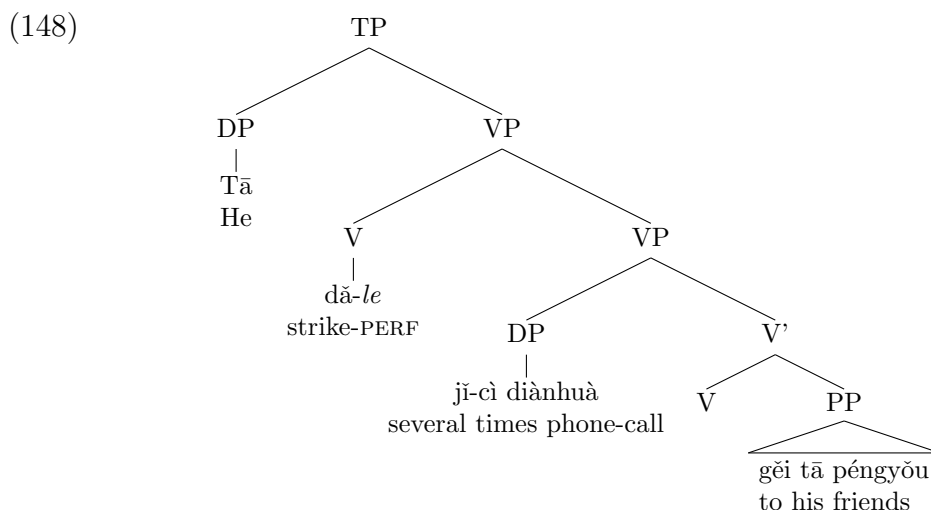 (148)
TP
DP VP
Tā
He
V VP
dǎ-le
strike-PERF
DP V'
jǐ-cì diànhuà
several times phone-call
V PP
gěi tā péngyǒu
to his friends